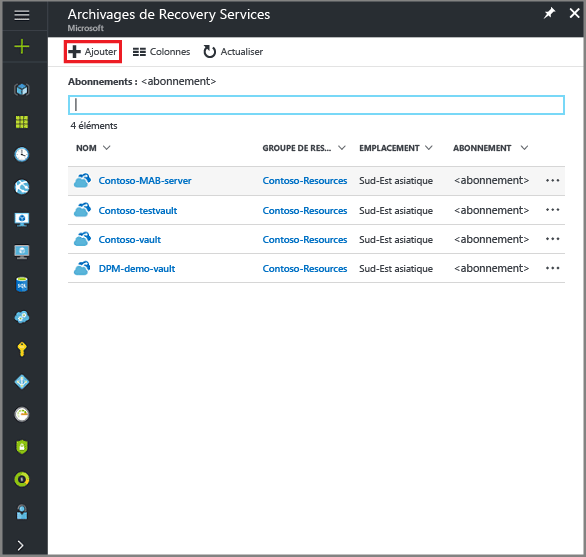 Archivages de Recovery Services
Microsoft
Ajouter Colonnes Actualiser
Abonnements : <abonnement>
4 éléments
NOM GROUPE DE RES... EMPLACEMENT ABONNEMENT
Contoso-MAB-server Contoso-Resources Sud-Est asiatique <abonnement> ...
Contoso-testvault Contoso-Resources Sud-Est asiatique <abonnement> ...
Contoso-vault Contoso-Resources Sud-Est asiatique <abonnement> ...
DPM-demo-vault Contoso-Resources Sud-Est asiatique <abonnement> ...
SQL